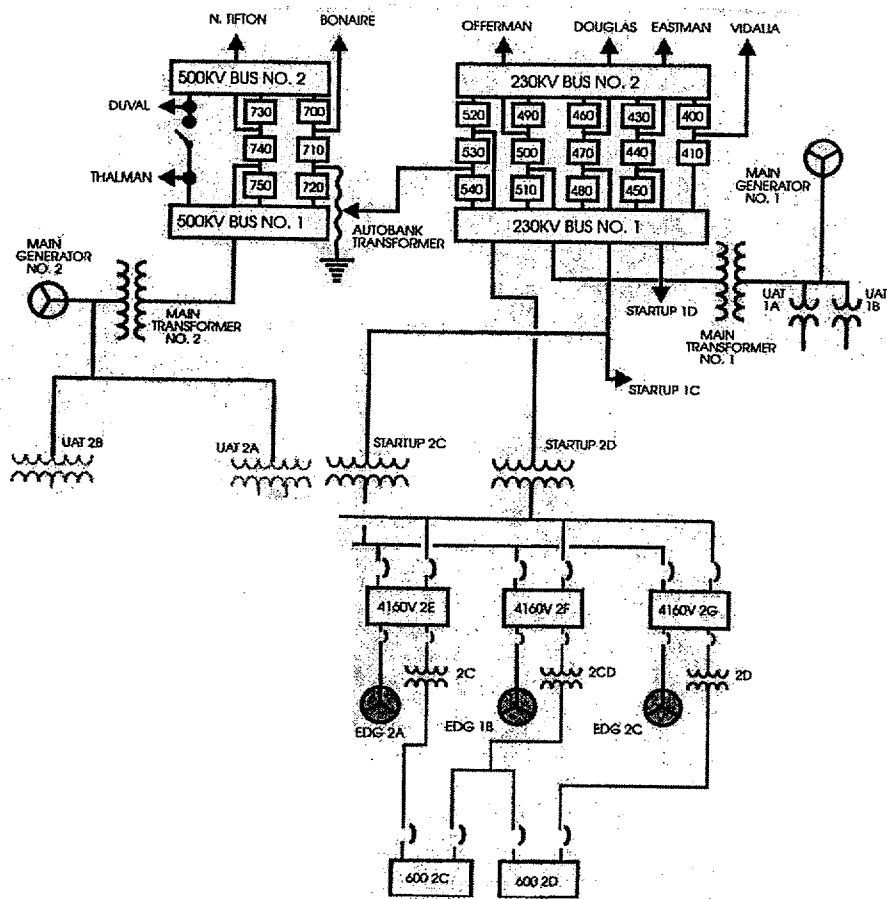 N. TIFTON
BONAIRE
OFFERMAN
DOUGLAS
EASTMAN
VIDALIA
500KV BUS NO. 2
230KV BUS NO. 2
DUVAL
730
700
520
490
460
430
400
740
710
530
500
470
440
410
THALMAN
750
720
540
510
480
450
MAIN
GENERATOR
NO. 1
500KV BUS NO. 1
AUTOBANK
TRANSFORMER
230KV BUS NO. 1
MAIN
GENERATOR
NO. 2
MAIN
TRANSFORMER
NO. 2
STARTUP 1D
MAIN
TRANSFORMER
NO. 1
UAT
1A
UAT
1B
STARTUP 1C
UAT 2B
UAT 2A
STARTUP 2C
STARTUP 2D
4160V 2E
4160V 2F
4160V 2G
2C
2CD
2D
EDG 2A
EDG 1B
EDG 2C
600 2C
600 2D